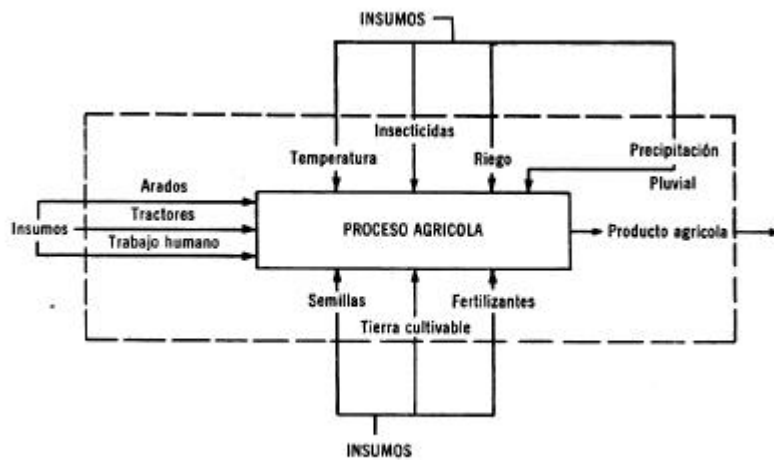 INSUMOS
Insecticidas
Temperatura
Riego
Precipitación
Pluvial
Arados
Insumos
Tractores
Trabajo humano
PROCESO AGRICOLA
Producto agrícola
Semillas
Fertilizantes
Tierra cultivable
INSUMOS